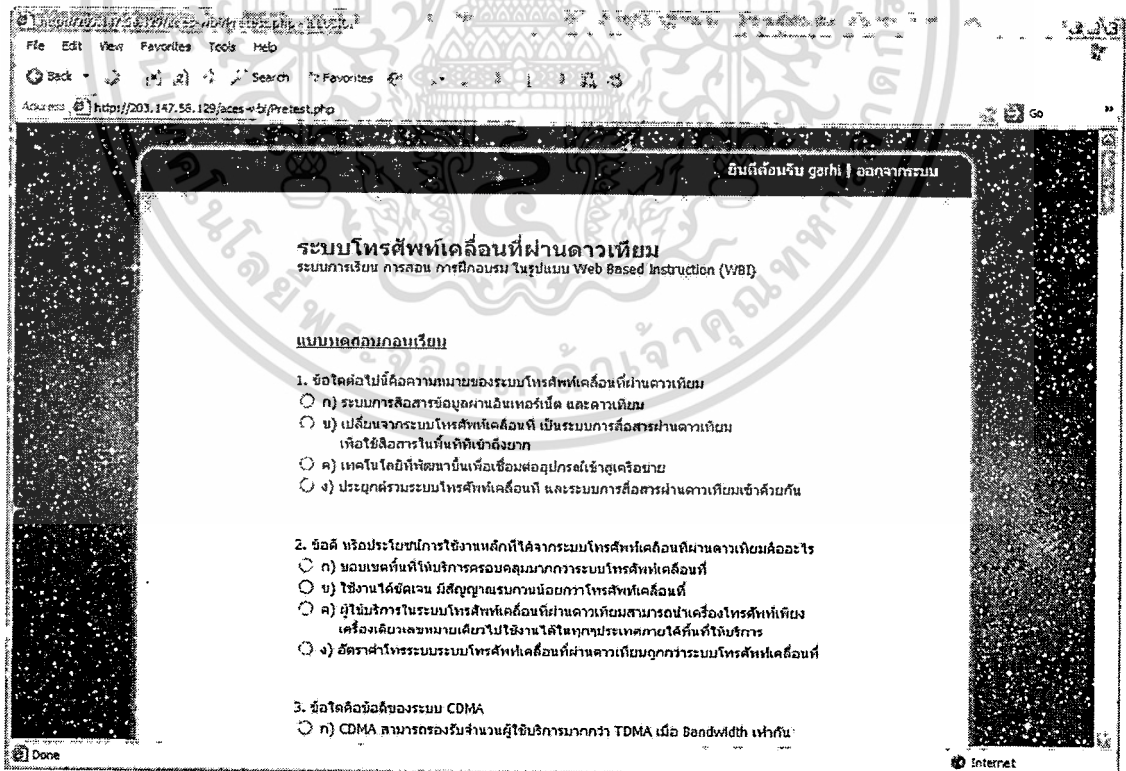 File Edit View Favorites Tools Help
Back Search Favorites
Address http://203.147.58.129/aces-wbi/Pretest.php Go
ยินดีต้อนรับ garhi | ออกจากระบบ
ระบบโทรศัพท์เคลื่อนที่ผ่านดาวเทียม
ระบบการเรียน การสอน การฝึกอบรม ในรูปแบบ Web Based Instruction (WBI)
แบบทดสอบก่อนเรียน
1. ข้อใดต่อไปนี้คือความหมายของระบบโทรศัพท์เคลื่อนที่ผ่านดาวเทียม
ก) ระบบการสื่อสารข้อมูลผ่านอินเทอร์เน็ต และดาวเทียม
ข) เปลี่ยนจากระบบโทรศัพท์เคลื่อนที่ เป็นระบบการสื่อสารผ่านดาวเทียม
เพื่อใช้สื่อสารในพื้นที่ที่เข้าถึงยาก
ค) เทคโนโลยีที่พัฒนาขึ้นเพื่อเชื่อมต่ออุปกรณ์เข้าสู่เครือข่าย
ง) ประยุกต์รวมระบบโทรศัพท์เคลื่อนที่ และระบบการสื่อสารผ่านดาวเทียมเข้าด้วยกัน
2. ข้อดี หรือประโยชน์การใช้งานหลักที่ได้จากระบบโทรศัพท์เคลื่อนที่ผ่านดาวเทียมคืออะไร
ก) ขอบเขตพื้นที่ให้บริการครอบคลุมมากกว่าระบบโทรศัพท์เคลื่อนที่
ข) ใช้งานได้ชัดเจน มีสัญญาณรบกวนน้อยกว่าโทรศัพท์เคลื่อนที่
ค) ผู้ใช้บริการในระบบโทรศัพท์เคลื่อนที่ผ่านดาวเทียมสามารถนำเครื่องโทรศัพท์เพียง
เครื่องเดียวเลขหมายเดียวไปใช้งานได้ในทุกๆประเทศภายใต้พื้นที่ให้บริการ
ง) อัตราค่าโทรระบบระบบโทรศัพท์เคลื่อนที่ผ่านดาวเทียมถูกกว่าระบบโทรศัพท์เคลื่อนที่
3. ข้อใดคือข้อดีของระบบ CDMA
ก) CDMA สามารถรองรับจำนวนผู้ใช้บริการมากกว่า TDMA เมื่อ Bandwidth เท่ากัน
Done Internet
พระจอมเกล้าเจ้าคุณทหาร